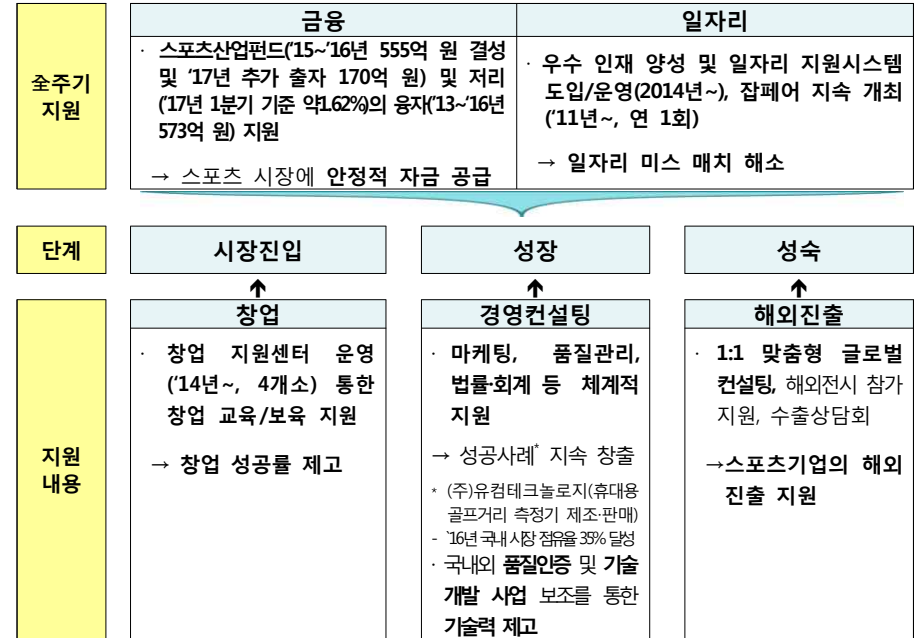 금융
일자리
全주기
지원
· 스포츠산업펀드('15~'16년 555억 원 결성
및 '17년 추가 출자 170억 원) 및 저리
('17년 1분기 기준 약1.62%)의 융자('13~'16년
573억 원) 지원
→ 스포츠 시장에 안정적 자금 공급
· 우수 인재 양성 및 일자리 지원시스템
도입/운영(2014년~), 잡페어 지속 개최
('11년~, 연 1회)
→ 일자리 미스 매치 해소
단계
시장진입
성장
성숙
지원
내용
창업
· 창업 지원센터 운영
('14년~, 4개소) 통한
창업 교육/보육 지원
→ 창업 성공률 제고
경영컨설팅
· 마케팅, 품질관리,
법률·회계 등 체계적
지원
→ 성공사례* 지속 창출
* (주)유컴테크놀로지(휴대용
골프거리 측정기 제조·판매)
- `16년 국내 시장 점유율 35% 달성
· 국내외 품질인증 및 기술
개발 사업 보조를 통한
기술력 제고
해외진출
· 1:1 맞춤형 글로벌
컨설팅, 해외전시 참가
지원, 수출상담회
→스포츠기업의 해외
진출 지원